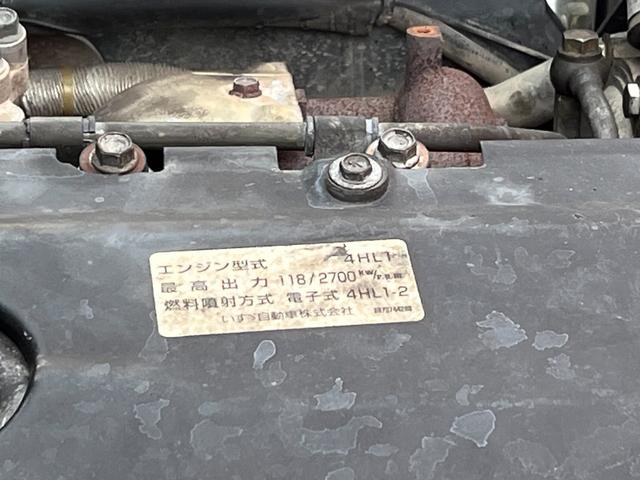 エンジン型式 4HL1
最高出力 118/2700 kW/r.p.m
燃料噴射方式 電子式 4HL1-2
いすゞ自動車株式会社